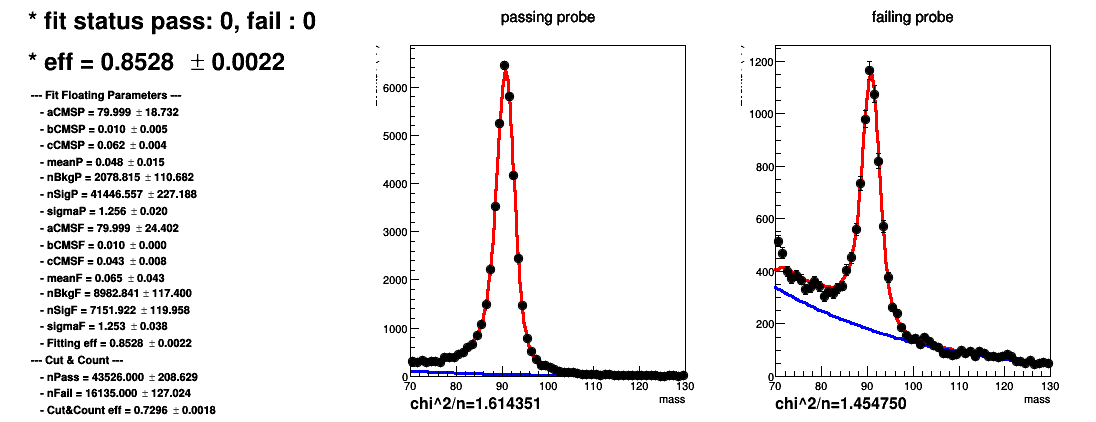 * fit status pass: 0, fail : 0
* eff = 0.8528 ± 0.0022
--- Fit Floating Parameters ---
- aCMSP = 79.999 ± 18.732
- bCMSP = 0.010 ± 0.005
- cCMSP = 0.062 ± 0.004
- meanP = 0.048 ± 0.015
- nBkgP = 2078.815 ± 110.682
- nSigP = 41446.557 ± 227.188
- sigmaP = 1.256 ± 0.020
- aCMSF = 79.999 ± 24.402
- bCMSF = 0.010 ± 0.000
- cCMSF = 0.043 ± 0.008
- meanF = 0.065 ± 0.043
- nBkgF = 8982.841 ± 117.400
- nSigF = 7151.922 ± 119.958
- sigmaF = 1.253 ± 0.038
- Fitting eff = 0.8528 ± 0.0022
--- Cut & Count ---
- nPass = 43526.000 ± 208.629
- nFail = 16135.000 ± 127.024
- Cut&Count eff = 0.7296 ± 0.0018
passing probe
6000
5000
4000
3000
2000
1000
0
70 80 90 100 110 120 130
mass
chi^2/n=1.614351
failing probe
1200
1000
800
600
400
200
0
70 80 90 100 110 120 130
mass
chi^2/n=1.454750